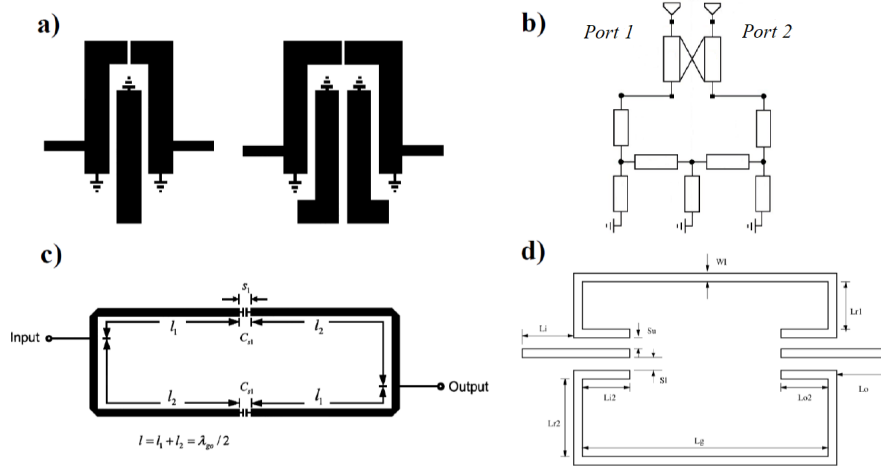 a)
b)
Port 1
Port 2
c)
s₁
l₁
l₂
Cs1
Input
Output
Cs1
l₂
l₁
l = l₁ + l₂ = λgo / 2
d)
W1
Li
Su
Lr1
Sl
Lo
Li2
Lo2
Lr2
Lg